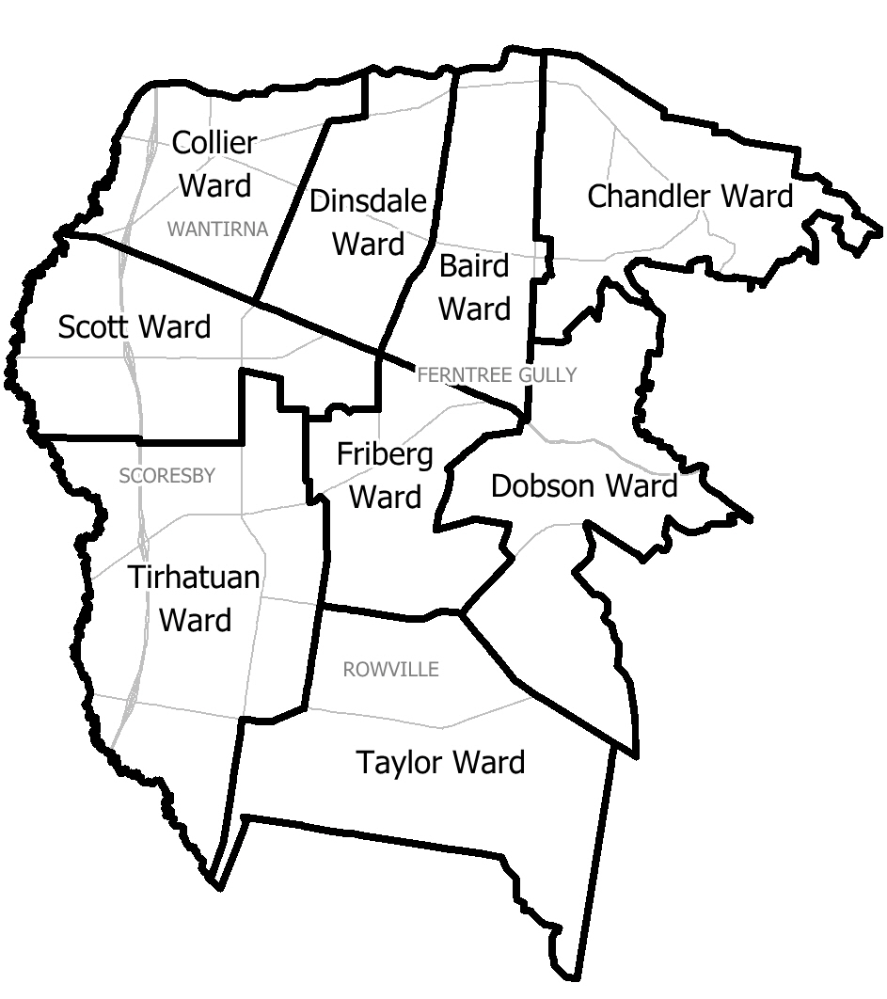 Collier
Ward
WANTIRNA
Dinsdale
Ward
Chandler Ward
Baird
Ward
Scott Ward
FERNTREE GULLY
SCORESBY
Friberg
Ward
Dobson Ward
Tirhatuan
Ward
ROWVILLE
Taylor Ward